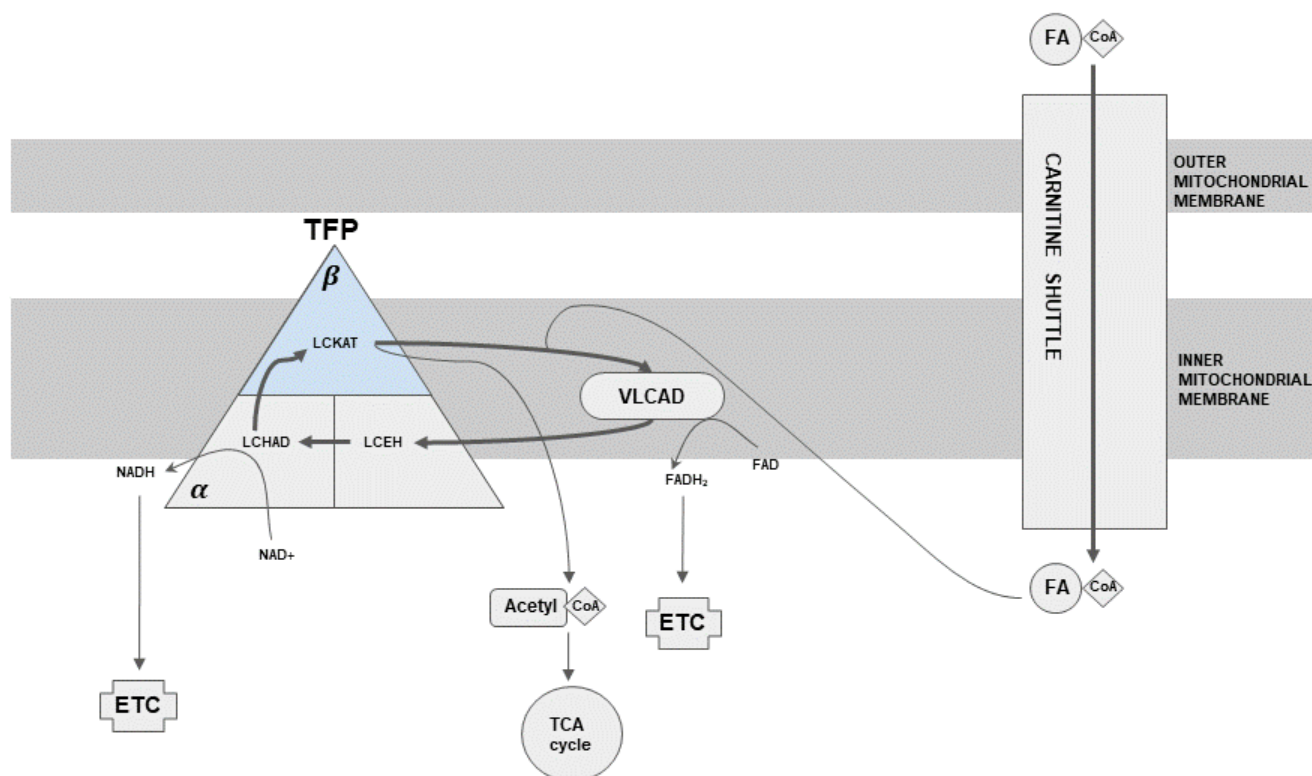 FA
CoA
OUTER
MITOCHONDRIAL
MEMBRANE
CARNITINE SHUTTLE
TFP
β
LCKAT
INNER
MITOCHONDRIAL
MEMBRANE
VLCAD
LCHAD
LCEH
NADH
FAD
FADH₂
α
NAD+
FA
CoA
Acetyl
CoA
ETC
ETC
TCA
cycle